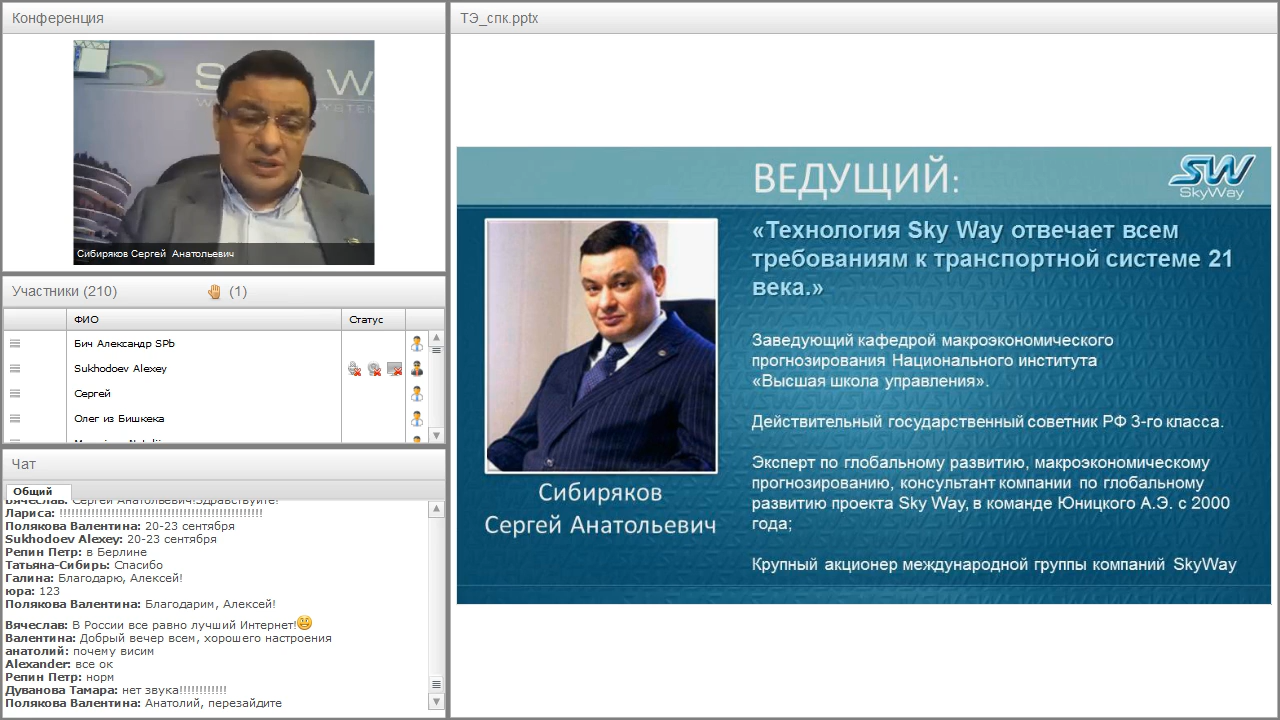 Конференция
S W
Сибиряков Сергей Анатольевич
Участники (210) (1)
ФИО Статус
Бич Александр SPb
Sukhodoev Alexey
Сергей
Олег из Бишкека
Чат
Общий
Вячеслав: Сергей Анатольевич!Здравствуйте!
Лариса: !!!!!!!!!!!!!!!!!!!!!!!!!!!!!!!!!!!!!!!!!!!!!!!!!!!
Полякова Валентина: 20-23 сентября
Sukhodoev Alexey: 20-23 сентября
Репин Петр: в Берлине
Татьяна-Сибирь: Спасибо
Галина: Благодарю, Алексей!
юра: 123
Полякова Валентина: Благодарим, Алексей!
Вячеслав: В России все равно лучший Интернет!
Валентина: Добрый вечер всем, хорошего настроения
анатолий: почему висим
Alexander: все ок
Репин Петр: норм
Дуванова Тамара: нет звука!!!!!!!!!!!!
Полякова Валентина: Анатолий, перезайдите
ТЭ_спк.pptx
ВЕДУЩИЙ:
SW
SkyWay
«Технология Sky Way отвечает всем
требованиям к транспортной системе 21
века.»
Заведующий кафедрой макроэкономического
прогнозирования Национального института
«Высшая школа управления».
Действительный государственный советник РФ 3-го класса.
Эксперт по глобальному развитию, макроэкономическому
прогнозированию, консультант компании по глобальному
развитию проекта Sky Way, в команде Юницкого А.Э. с 2000
года;
Крупный акционер международной группы компаний SkyWay
Сибиряков
Сергей Анатольевич